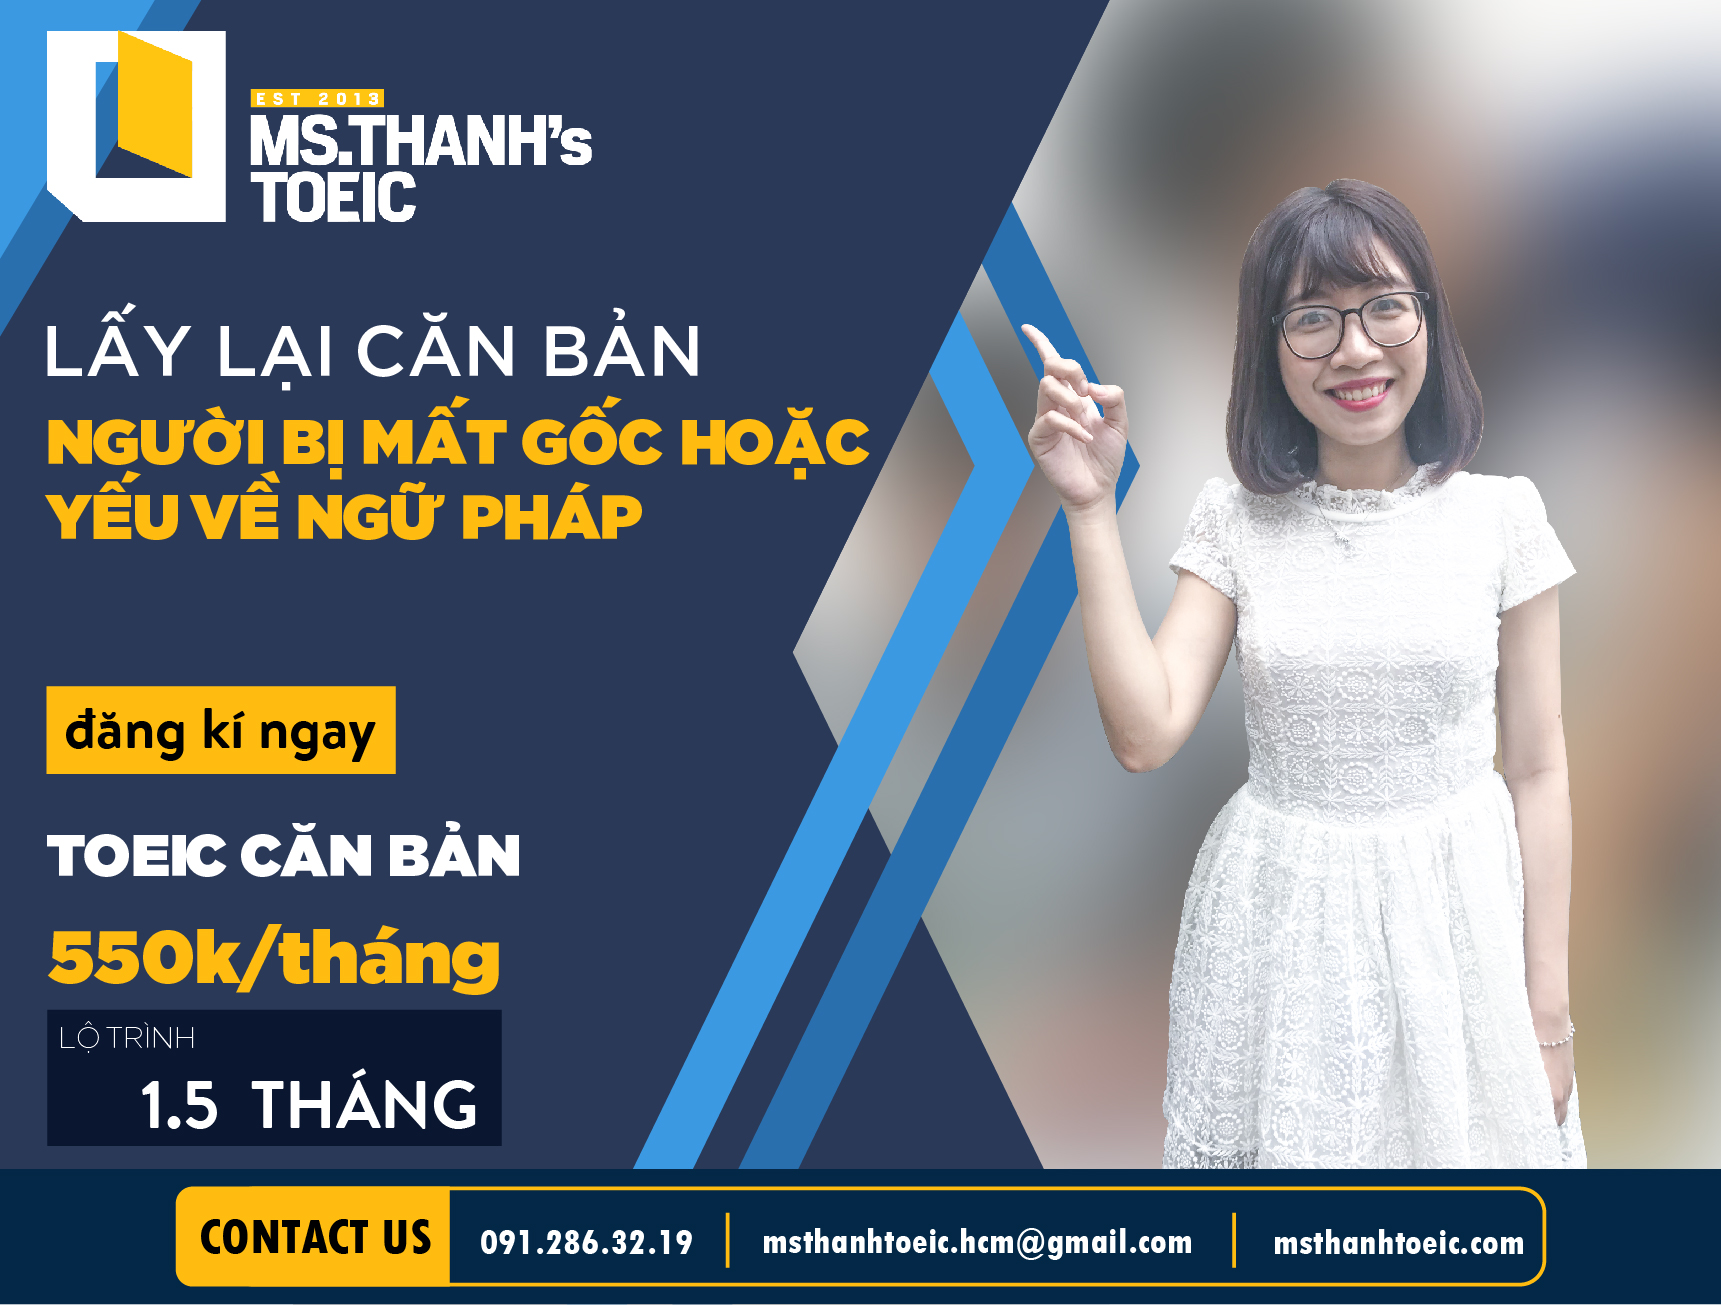 EST 2013
MS.THANH's
TOEIC
LẤY LẠI CĂN BẢN
NGƯỜI BỊ MẤT GỐC HOẶC
YẾU VỀ NGỮ PHÁP
đăng kí ngay
TOEIC CĂN BẢN
550k/tháng
LỘ TRÌNH
1.5 THÁNG
CONTACT US
091.286.32.19
msthanhtoeic.hcm@gmail.com
msthanhtoeic.com